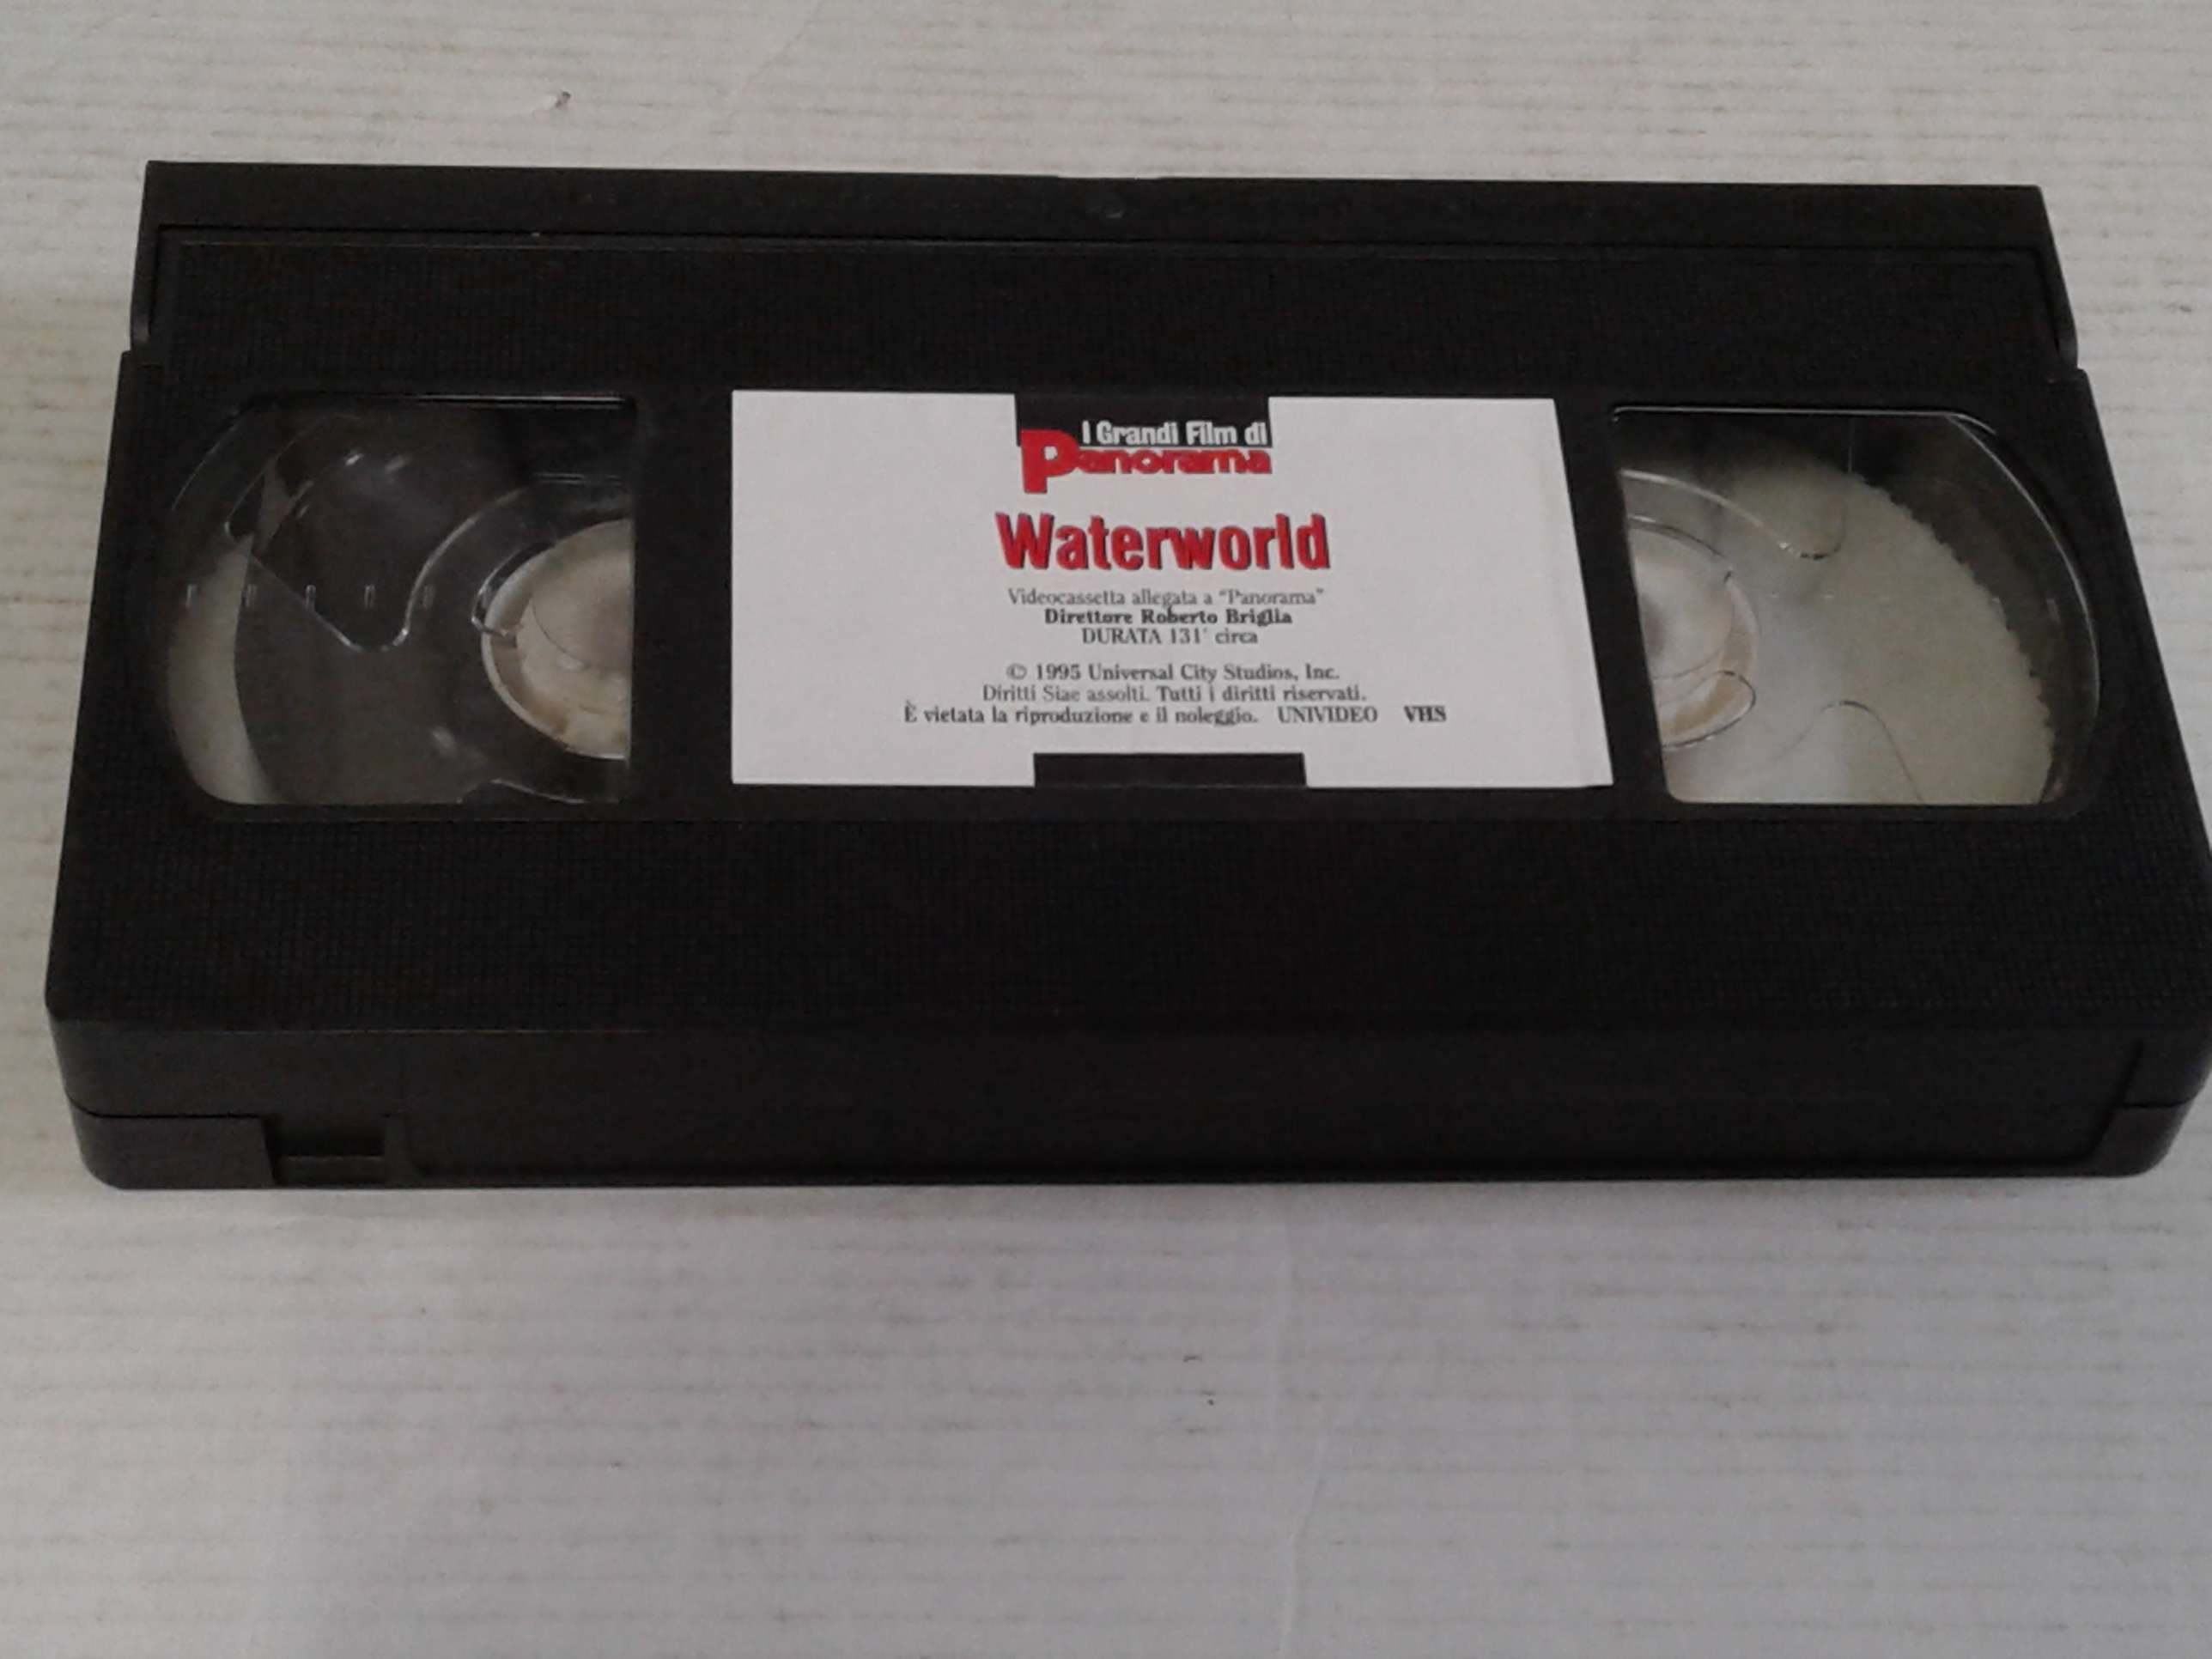 I Grandi Film di
Panorama
Waterworld
Videocassetta allegata a "Panorama"
Direttore Roberto Briglia
DURATA 131' circa
© 1995 Universal City Studios, Inc.
Diritti Siae assolti. Tutti i diritti riservati.
È vietata la riproduzione e il noleggio. UNIVIDEO VHS